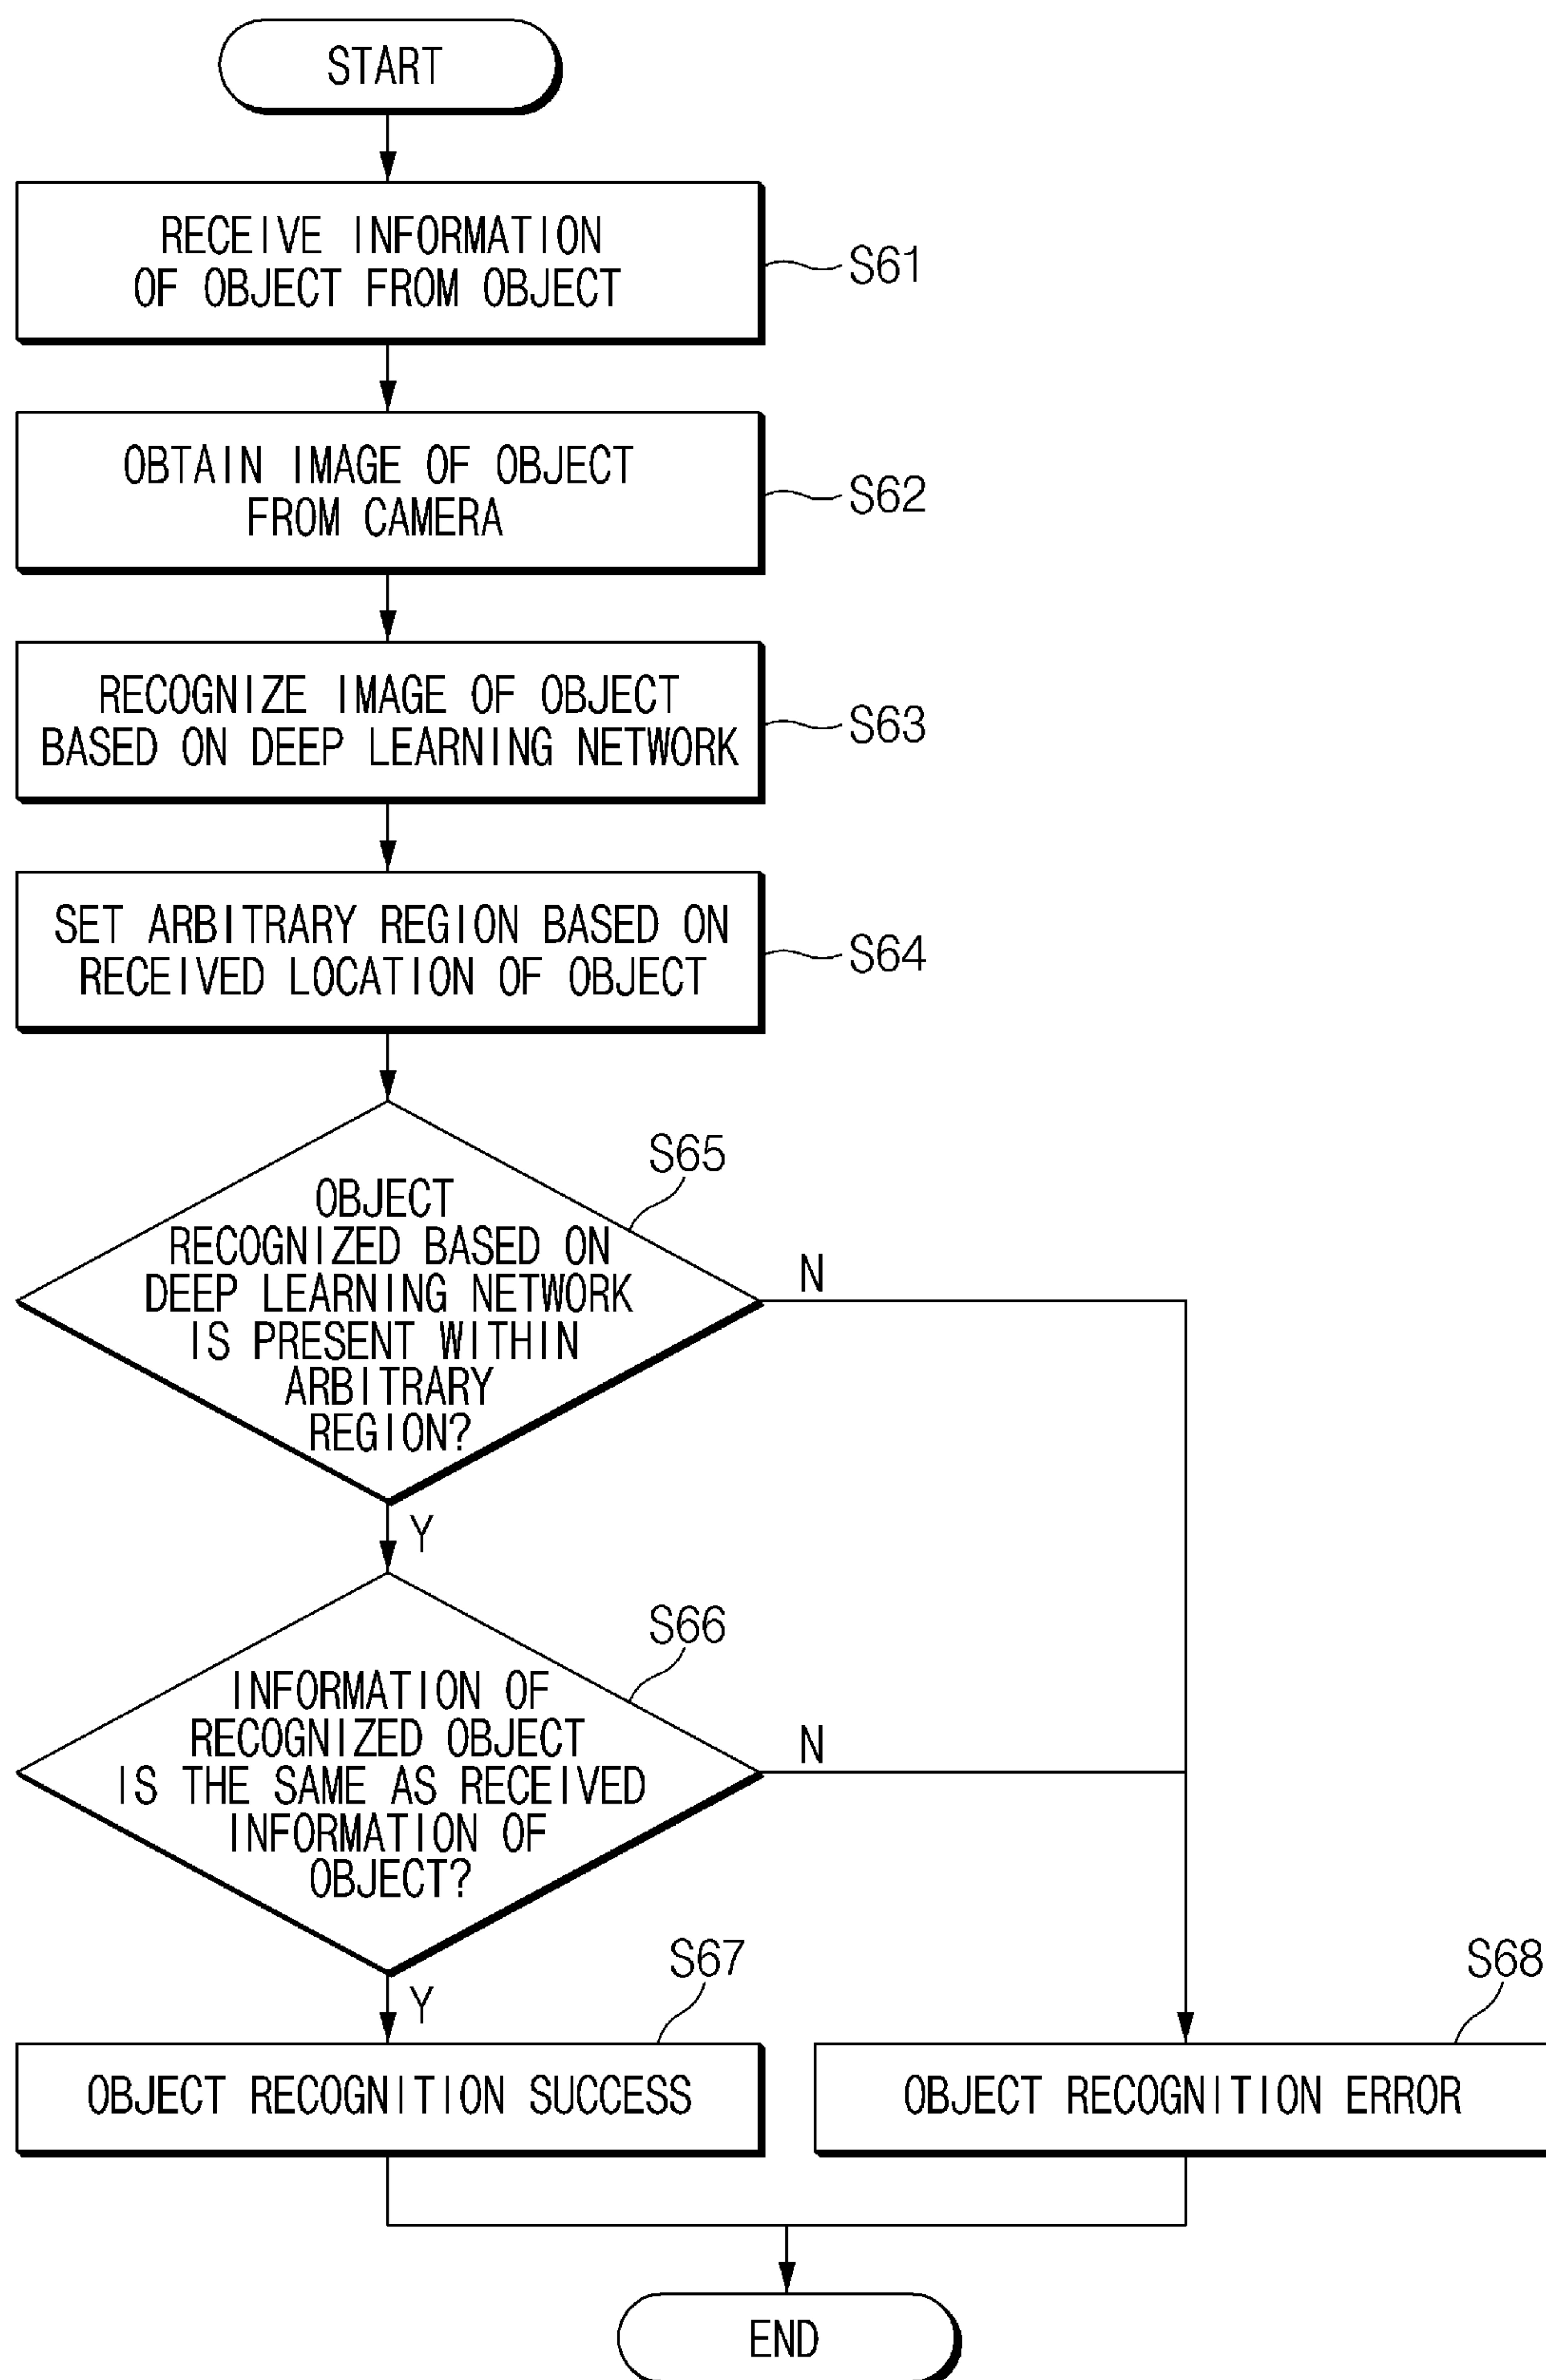 START
RECEIVE INFORMATION
OF OBJECT FROM OBJECT
S61
OBTAIN IMAGE OF OBJECT
FROM CAMERA
S62
RECOGNIZE IMAGE OF OBJECT
BASED ON DEEP LEARNING NETWORK
S63
SET ARBITRARY REGION BASED ON
RECEIVED LOCATION OF OBJECT
S64
S65
OBJECT
RECOGNIZED BASED ON
DEEP LEARNING NETWORK
IS PRESENT WITHIN
ARBITRARY
REGION?
N
Y
S66
INFORMATION OF
RECOGNIZED OBJECT
IS THE SAME AS RECEIVED
INFORMATION OF
OBJECT?
N
Y
S67
OBJECT RECOGNITION SUCCESS
S68
OBJECT RECOGNITION ERROR
END